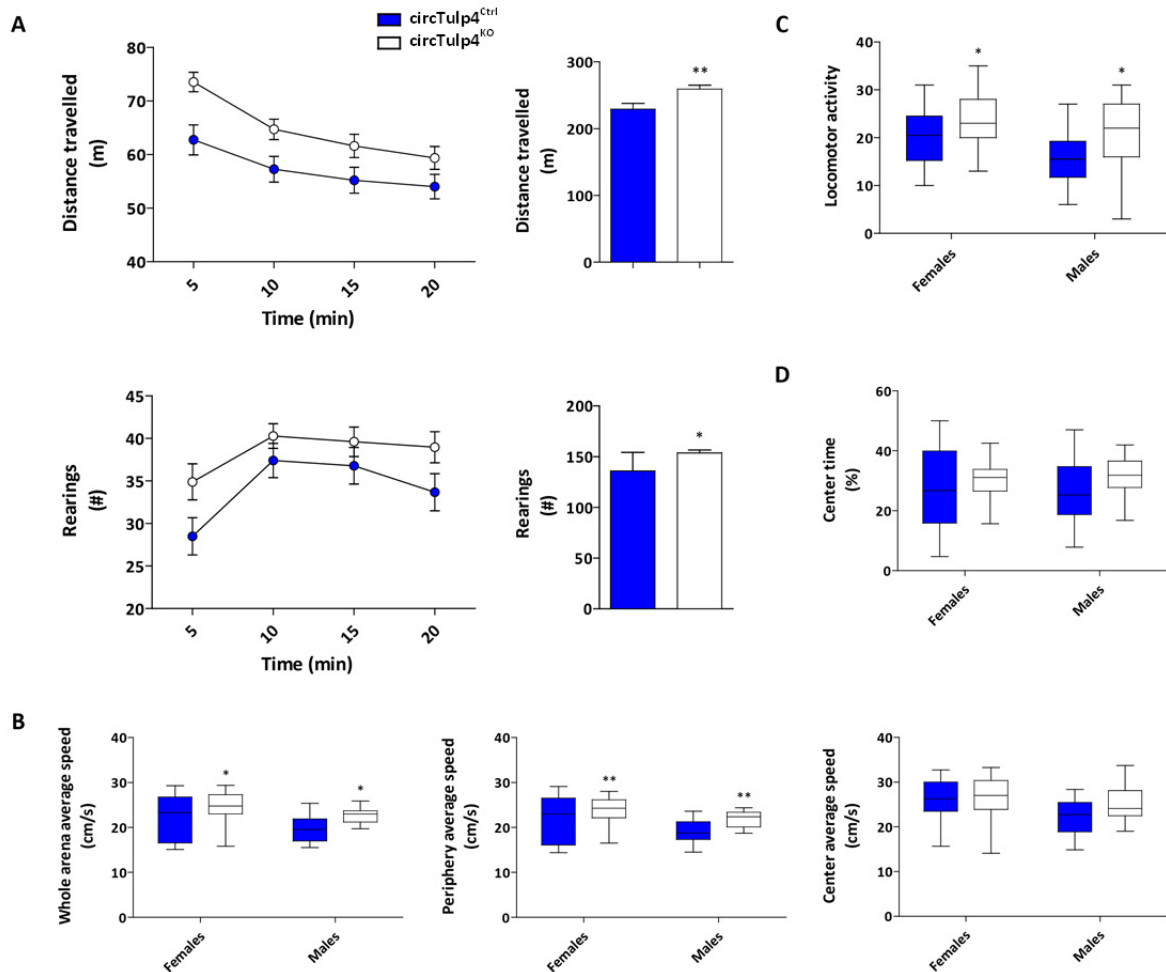 A
circTulp4Ctrl
circTulp4KO
Distance travelled
(m)
80
70
60
50
40
5
10
15
20
Time (min)
Distance travelled
(m)
300
200
100
0
**
C
Locomotor activity
40
30
20
10
0
*
*
Females
Males
Rearings
(#)
45
40
35
30
25
20
5
10
15
20
Time (min)
Rearings
(#)
200
150
100
50
0
*
D
Center time
(%)
60
40
20
0
Females
Males
B
Whole arena average speed
(cm/s)
40
30
20
10
0
*
*
Females
Males
Periphery average speed
(cm/s)
40
30
20
10
0
**
**
Females
Males
Center average speed
(cm/s)
40
30
20
10
0
Females
Males